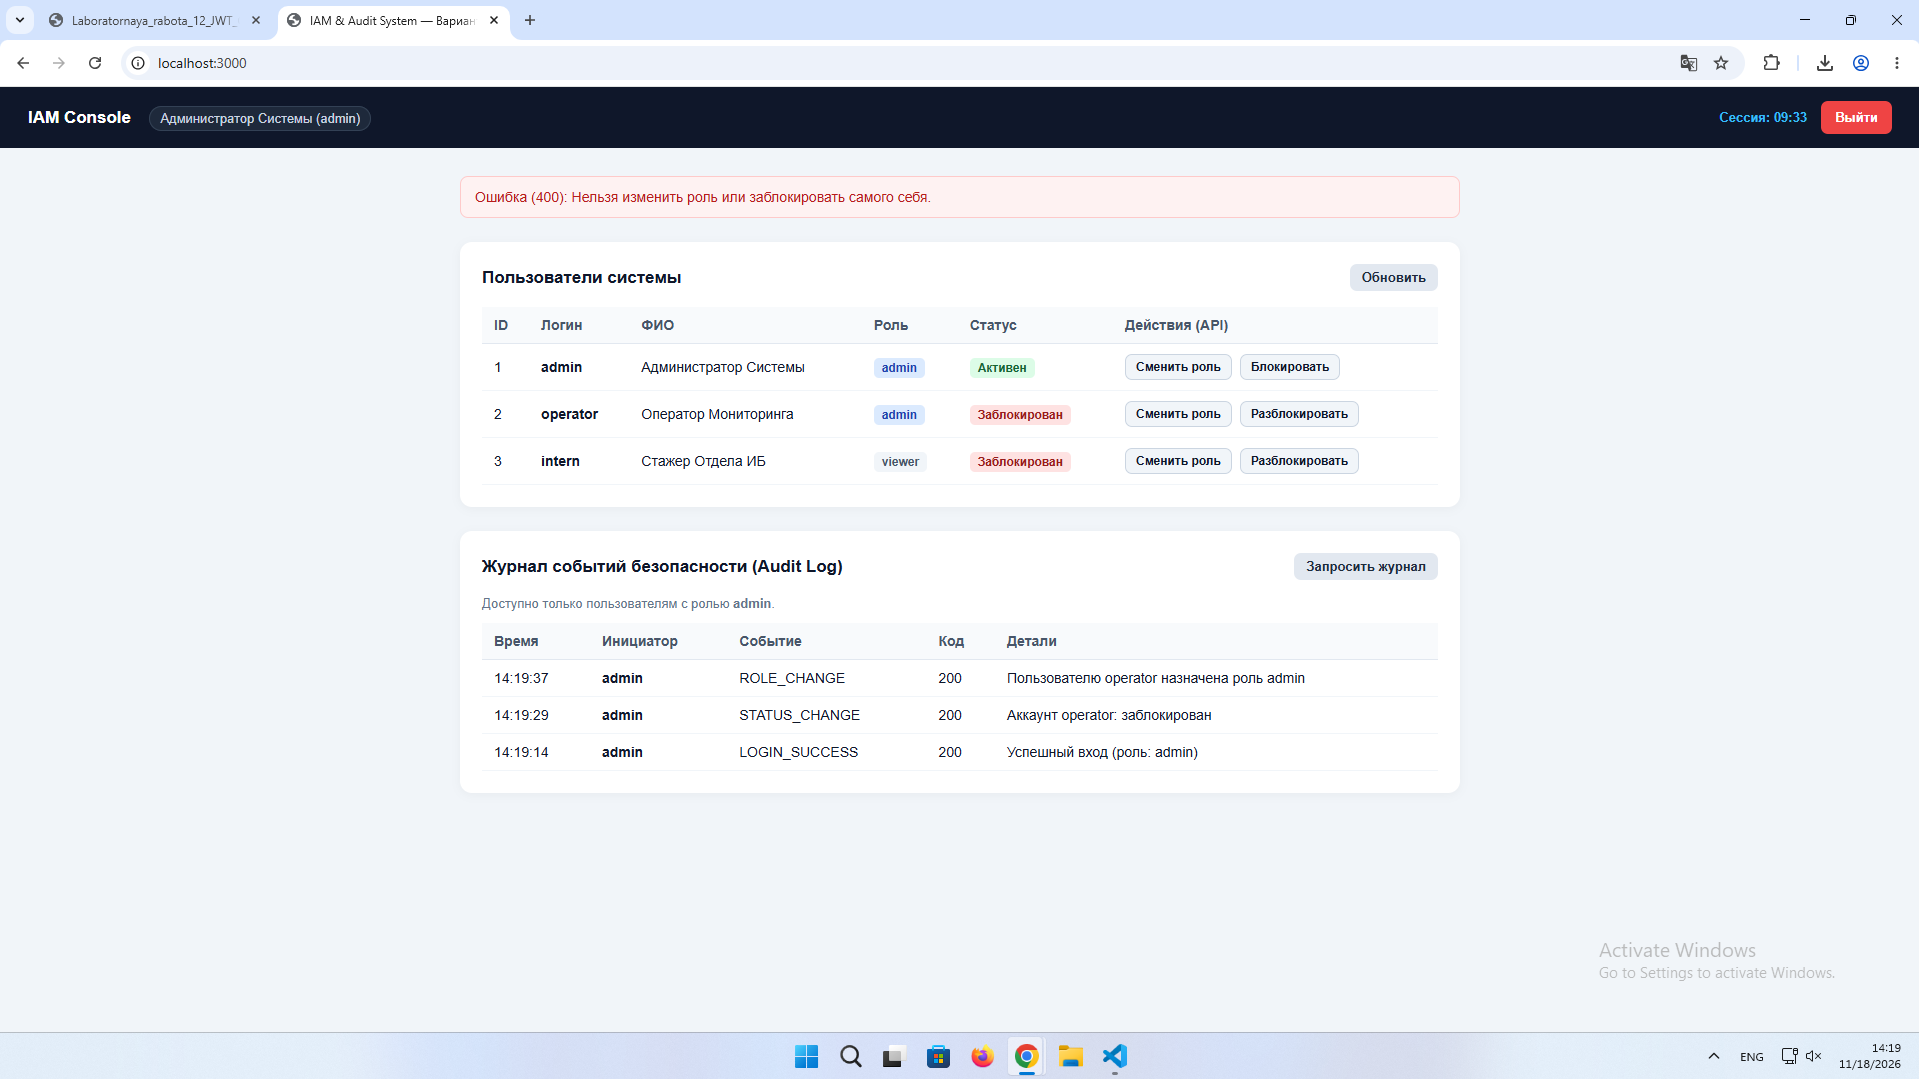 Laboratornaya_rabota_12_JWT_
IAM & Audit System — Вариан
localhost:3000
IAM Console
Администратор Системы (admin)
Сессия: 09:33
Выйти
Ошибка (400): Нельзя изменить роль или заблокировать самого себя.
Пользователи системы
Обновить
ID Логин ФИО Роль Статус Действия (API)
1 admin Администратор Системы admin Активен Сменить роль Блокировать
2 operator Оператор Мониторинга admin Заблокирован Сменить роль Разблокировать
3 intern Стажер Отдела ИБ viewer Заблокирован Сменить роль Разблокировать
Журнал событий безопасности (Audit Log)
Запросить журнал
Доступно только пользователям с ролью admin.
Время Инициатор Событие Код Детали
14:19:37 admin ROLE_CHANGE 200 Пользователю operator назначена роль admin
14:19:29 admin STATUS_CHANGE 200 Аккаунт operator: заблокирован
14:19:14 admin LOGIN_SUCCESS 200 Успешный вход (роль: admin)
Activate Windows
Go to Settings to activate Windows.
ENG
14:19
11/18/2026